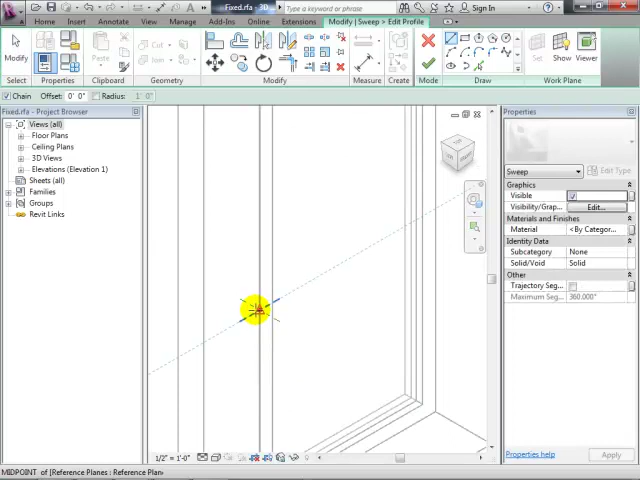 Fixed.rfa - 3D
Type a keyword or phrase
Sign In
Home Insert Annotate View Manage Add-Ins Online Extensions Modify | Sweep > Edit Profile
Modify
Cut
Join
Paste
Set Show Viewer
Select Properties Clipboard Geometry Modify Measure Create Mode Draw Work Plane
Chain Offset: 0' 0" Radius: 1' 0"
Fixed.rfa - Project Browser
Views (all)
Floor Plans
Ceiling Plans
3D Views
Elevations (Elevation 1)
Sheets (all)
Families
Groups
Revit Links
Properties
Sweep
Edit Type
Graphics
Visible
Visibility/Grap... Edit...
Materials and Finishes
Material <By Categor...
Identity Data
Subcategory None
Solid/Void Solid
Other
Trajectory Seg...
Maximum Seg... 360.000°
Properties help Apply
1/2" = 1'-0"
MIDPOINT of [Reference Planes : Reference Plan